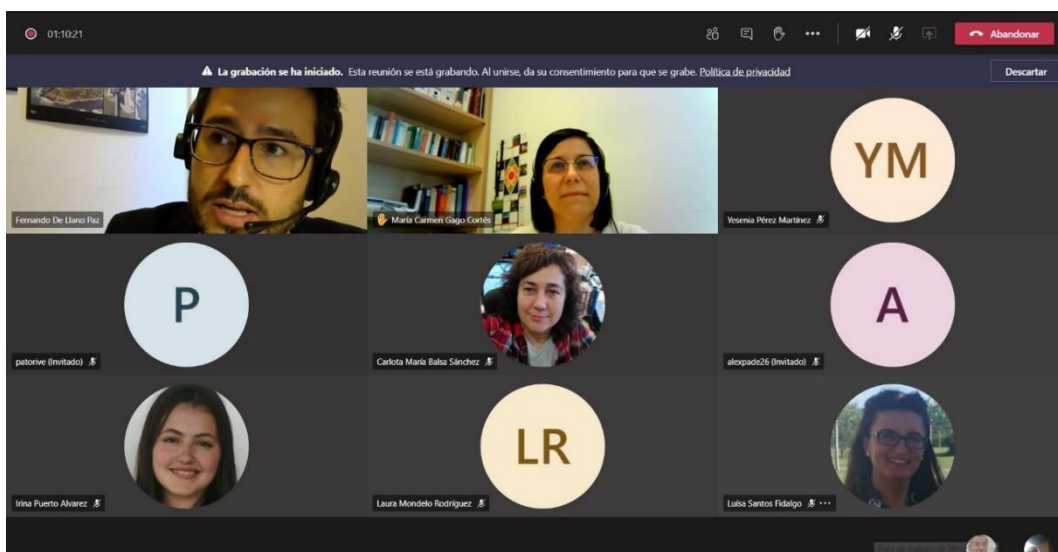 01:10:21
Abandonar
La grabación se ha iniciado. Esta reunión se está grabando. Al unirse, da su consentimiento para que se grabe. Política de privacidad
Descartar
Fernando De Llano Paz
María Carmen Gago Cortés
YM
Yesenia Pérez Martínez
P
patorive (Invitado)
Carlota María Balsa Sánchez
A
alexpade26 (Invitado)
Irina Puerto Alvarez
LR
Laura Mondelo Rodríguez
Luísa Santos Fidalgo